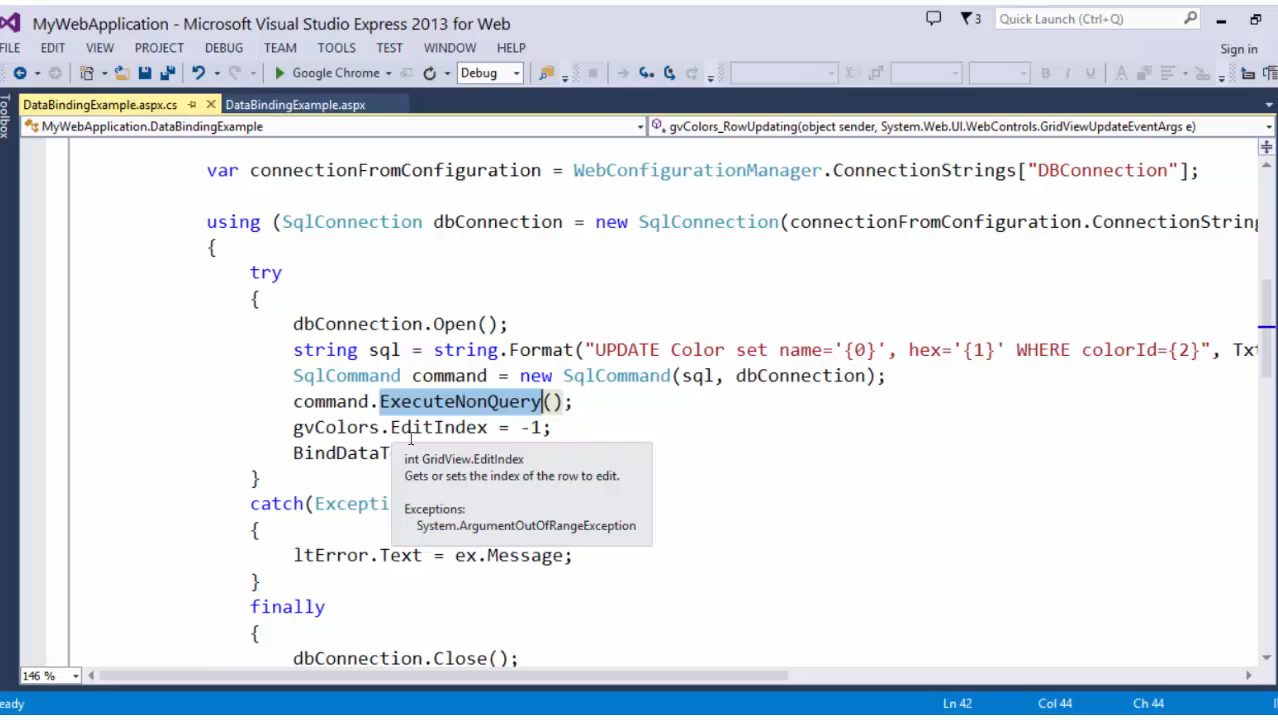 MyWebApplication - Microsoft Visual Studio Express 2013 for Web
3
Quick Launch (Ctrl+Q)
FILE EDIT VIEW PROJECT DEBUG TEAM TOOLS TEST WINDOW HELP
Sign in
Google Chrome
Debug
Toolbox
DataBindingExample.aspx.cs
DataBindingExample.aspx
MyWebApplication.DataBindingExample
gvColors_RowUpdating(object sender, System.Web.UI.WebControls.GridViewUpdateEventArgs e)
var connectionFromConfiguration = WebConfigurationManager.ConnectionStrings["DBConnection"];
using (SqlConnection dbConnection = new SqlConnection(connectionFromConfiguration.ConnectionString
{
try
{
dbConnection.Open();
string sql = string.Format("UPDATE Color set name='{0}', hex='{1}' WHERE colorId={2}", Txt
SqlCommand command = new SqlCommand(sql, dbConnection);
command.ExecuteNonQuery();
gvColors.EditIndex = -1;
BindDataT
int GridView.EditIndex
Gets or sets the index of the row to edit.
Exceptions:
System.ArgumentOutOfRangeException
}
catch(Excepti
{
ltError.Text = ex.Message;
}
finally
{
dbConnection.Close();
146 %
eady
Ln 42
Col 44
Ch 44